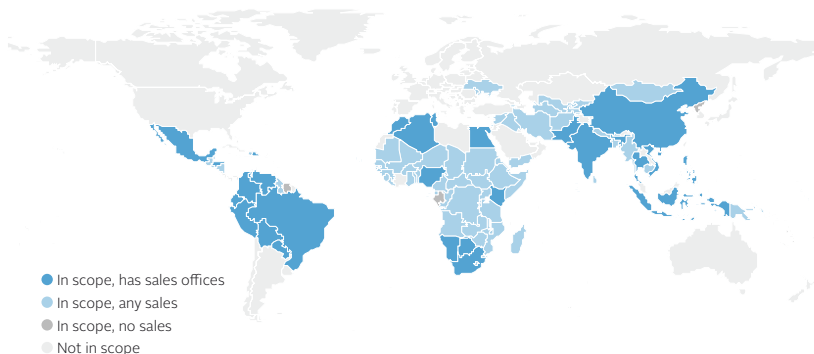 In scope, has sales offices
In scope, any sales
In scope, no sales
Not in scope